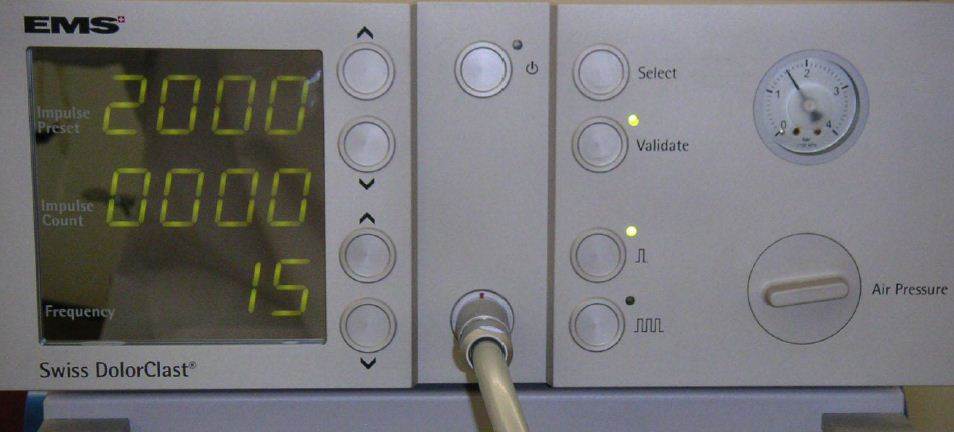 EMS
Impulse
Preset
2000
Impulse
Count
0000
Frequency
15
Swiss DolorClast®
Select
Validate
Air Pressure
0 1 2 3 4
bar